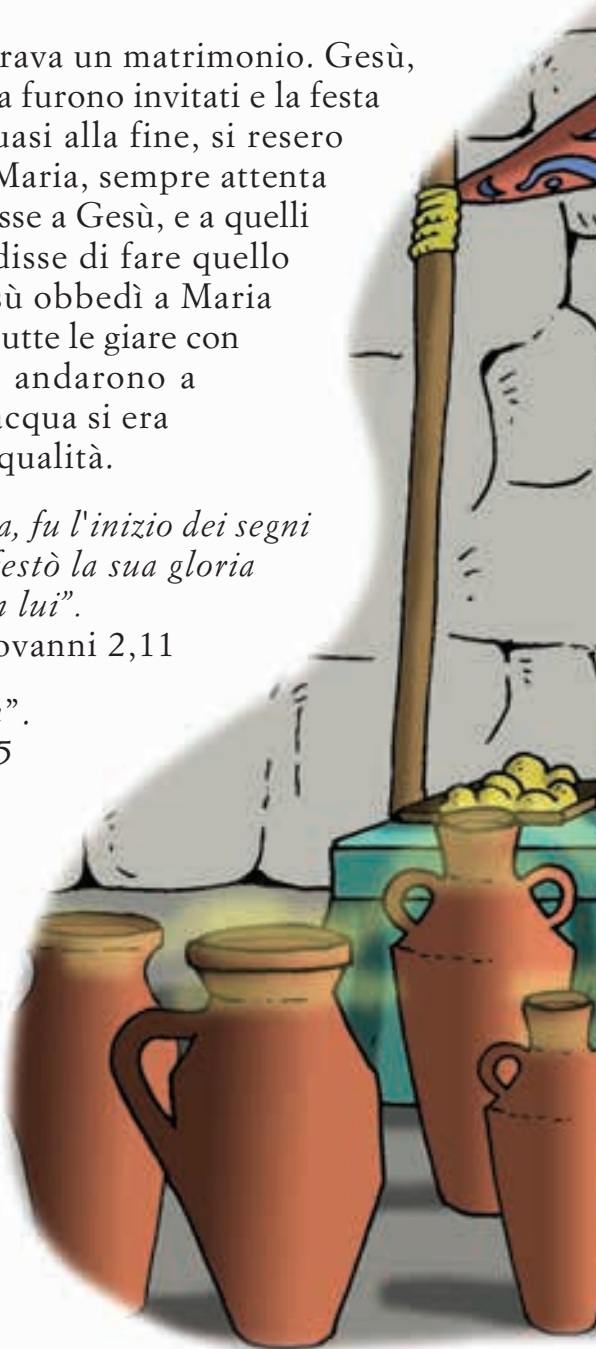 rava un matrimonio. Gesù,
a furono invitati e la festa
uasi alla fine, si resero
Maria, sempre attenta
sse a Gesù, e a quelli
disse di fare quello
sù obbedì a Maria
utte le giare con
andarono a
acqua si era
qualità.
a, fu l'inizio dei segni
festò la sua gloria
n lui”.
ovanni 2,11
”.
5